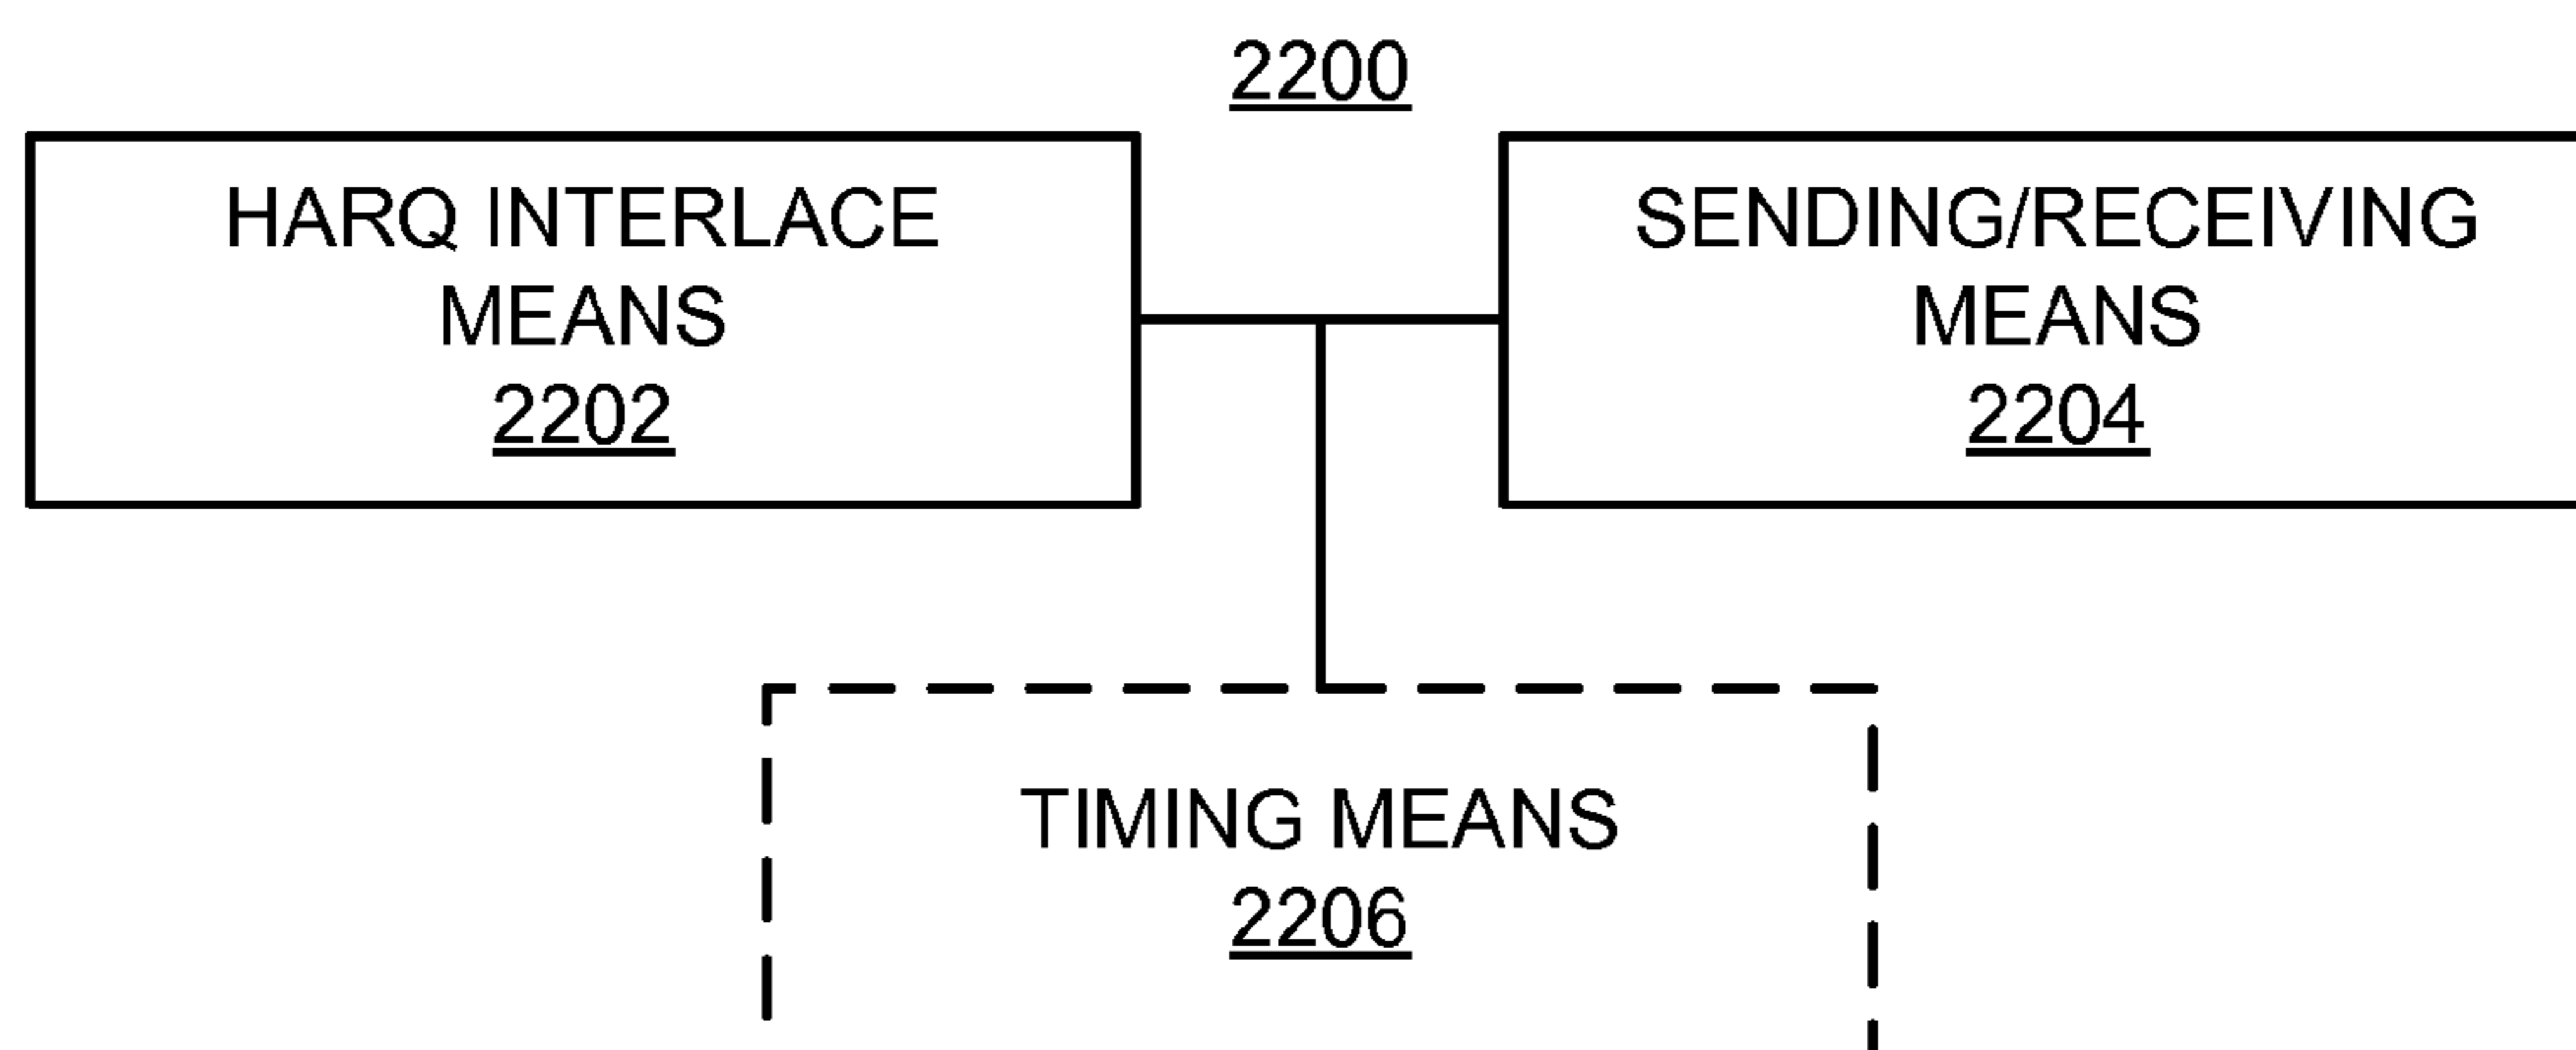 2200
HARQ INTERLACE
MEANS
2202
SENDING/RECEIVING
MEANS
2204
TIMING MEANS
2206